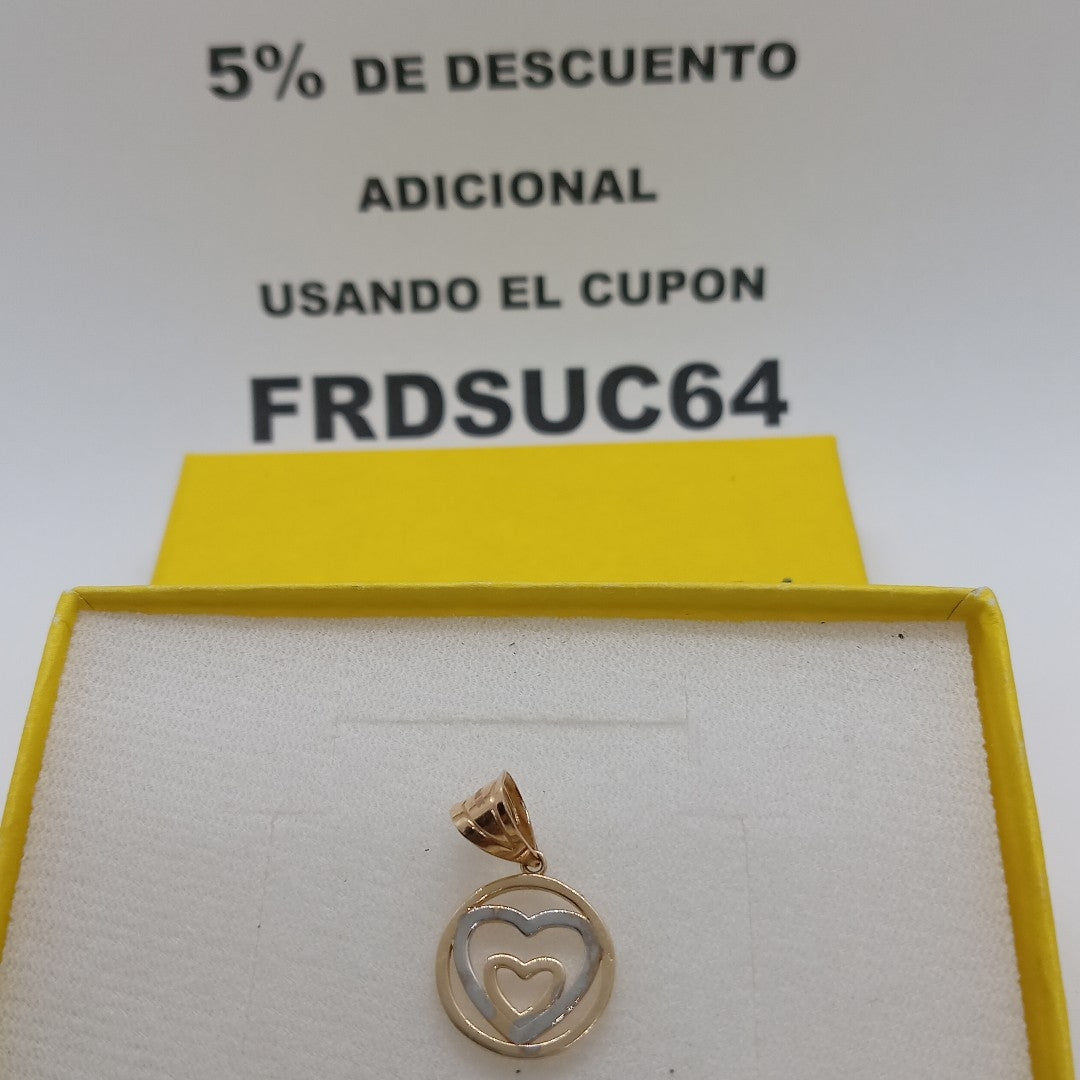 5% DE DESCUENTO
ADICIONAL
USANDO EL CUPON
FRDSUC64